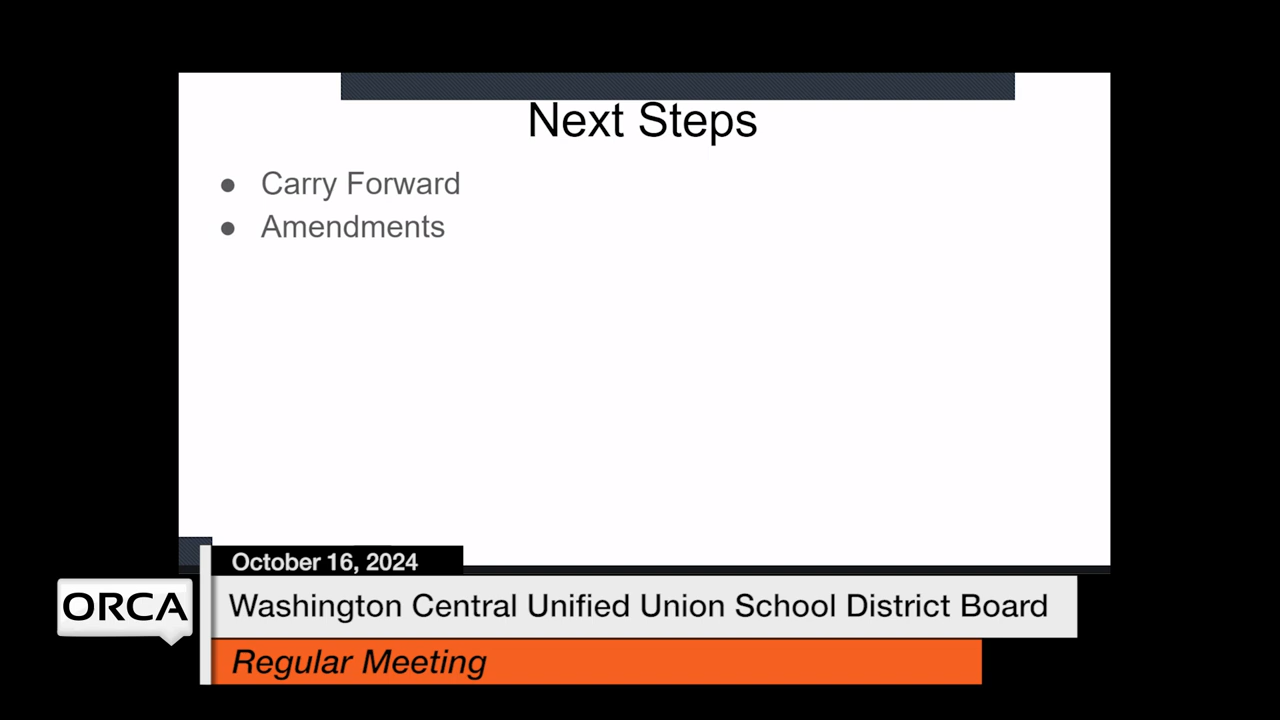 Next Steps
● Carry Forward
● Amendments
October 16, 2024
ORCA
Washington Central Unified Union School District Board
Regular Meeting